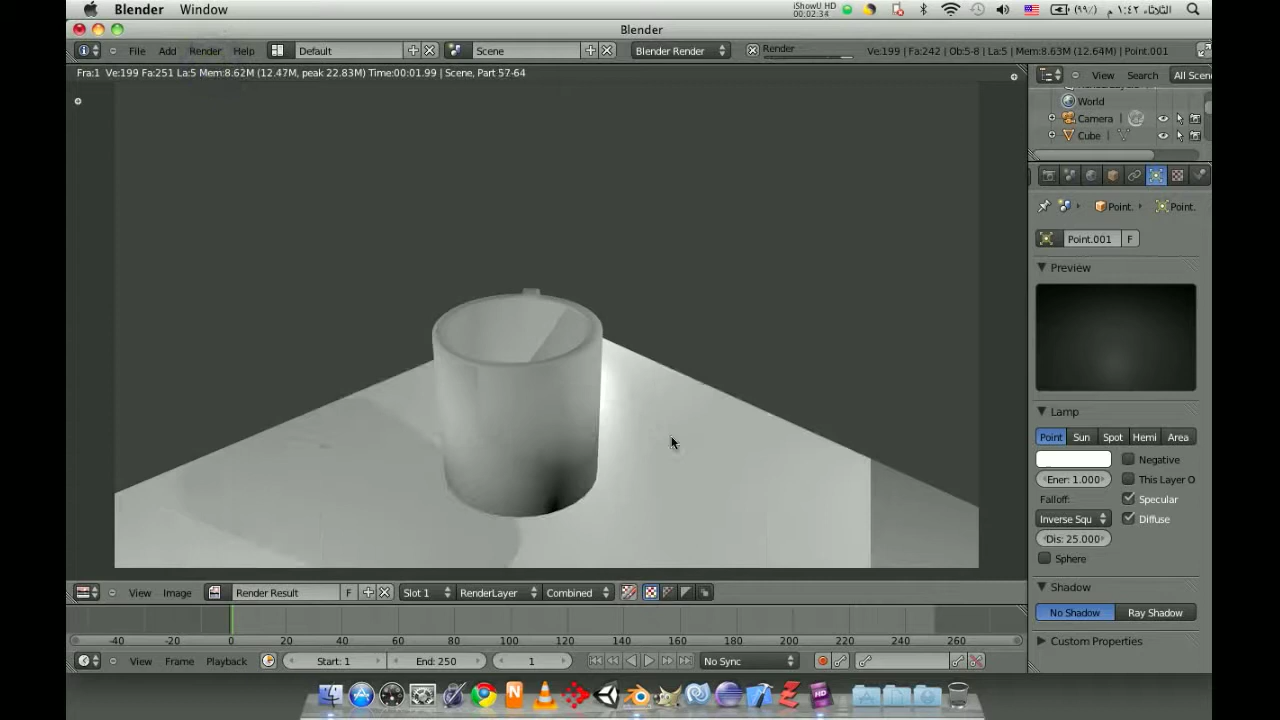 Blender Window
iShowU HD
00:02:34
(٩٩٪) الثلاثاء ١:٤٣ م
Blender
File Add Render Help Default Scene Blender Render Render Ve:199 | Fa:242 | Ob:5-8 | La:5 | Mem:8.63M (12.64M) | Point.001
Fra:1 Ve:199 Fa:251 La:5 Mem:8.62M (12.47M, peak 22.83M) Time:00:01.99 | Scene, Part 57-64
View Search All Scen
World
Camera
Cube
Point. Point.
Point.001 F
Preview
Lamp
Point Sun Spot Hemi Area
Negative
Ener: 1.000 This Layer O
Falloff: Specular
Inverse Squ Diffuse
Dis: 25.000
Sphere
Shadow
No Shadow Ray Shadow
Custom Properties
View Image Render Result F Slot 1 RenderLayer Combined
-40 -20 0 20 40 60 80 100 120 140 160 180 200 220 240 260
View Frame Playback Start: 1 End: 250 1 No Sync